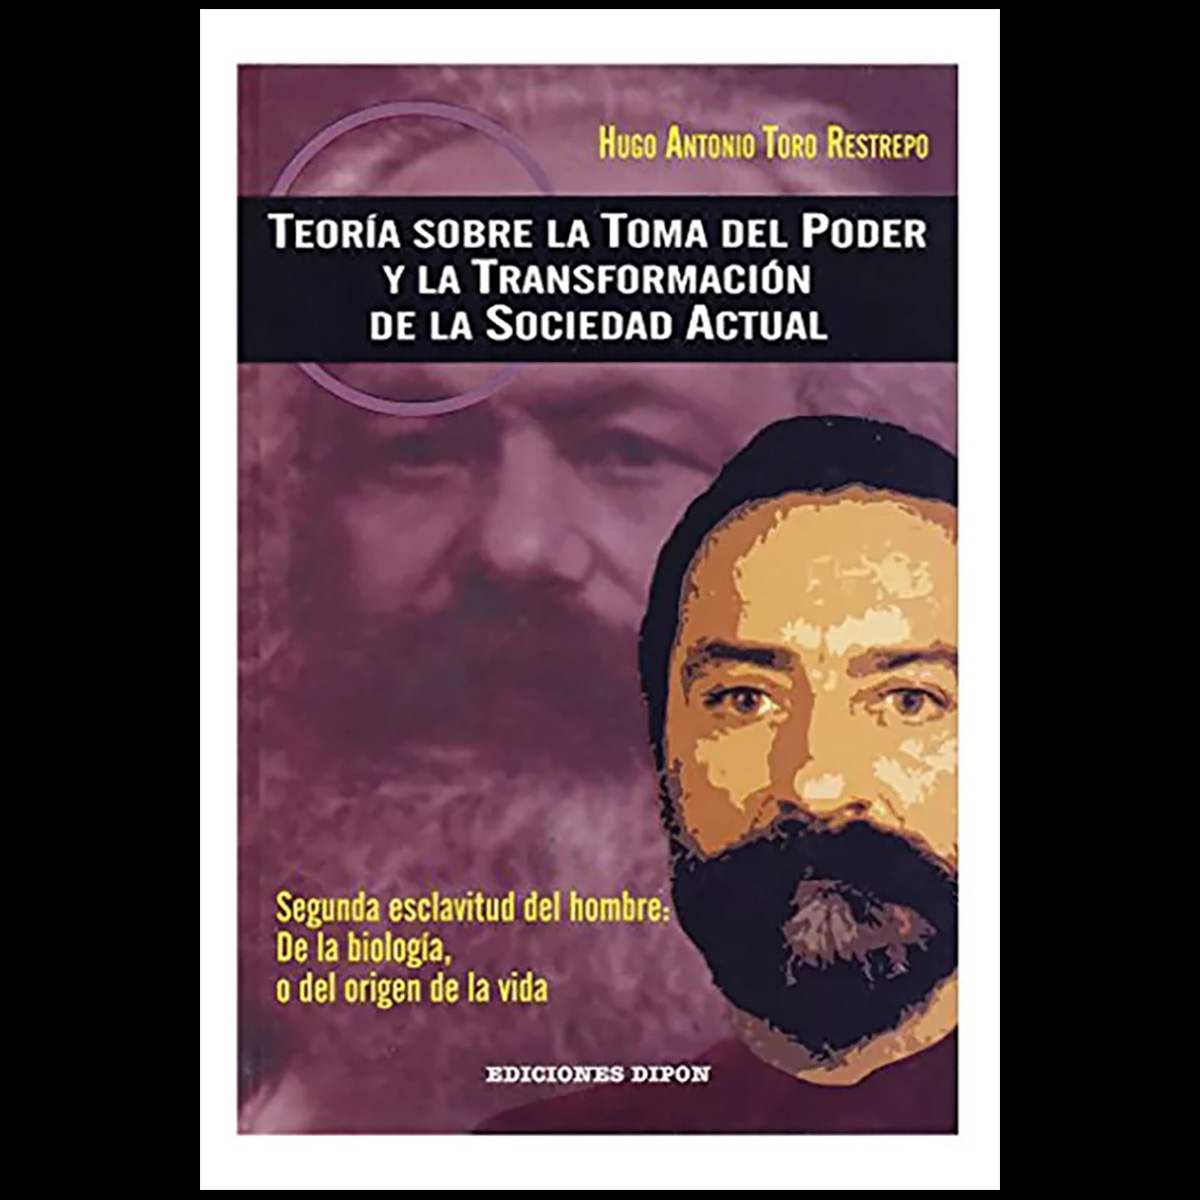 HUGO ANTONIO TORO RESTREPO
TEORÍA SOBRE LA TOMA DEL PODER
Y LA TRANSFORMACIÓN
DE LA SOCIEDAD ACTUAL
Segunda esclavitud del hombre:
De la biología,
o del origen de la vida
EDICIONES DIPON